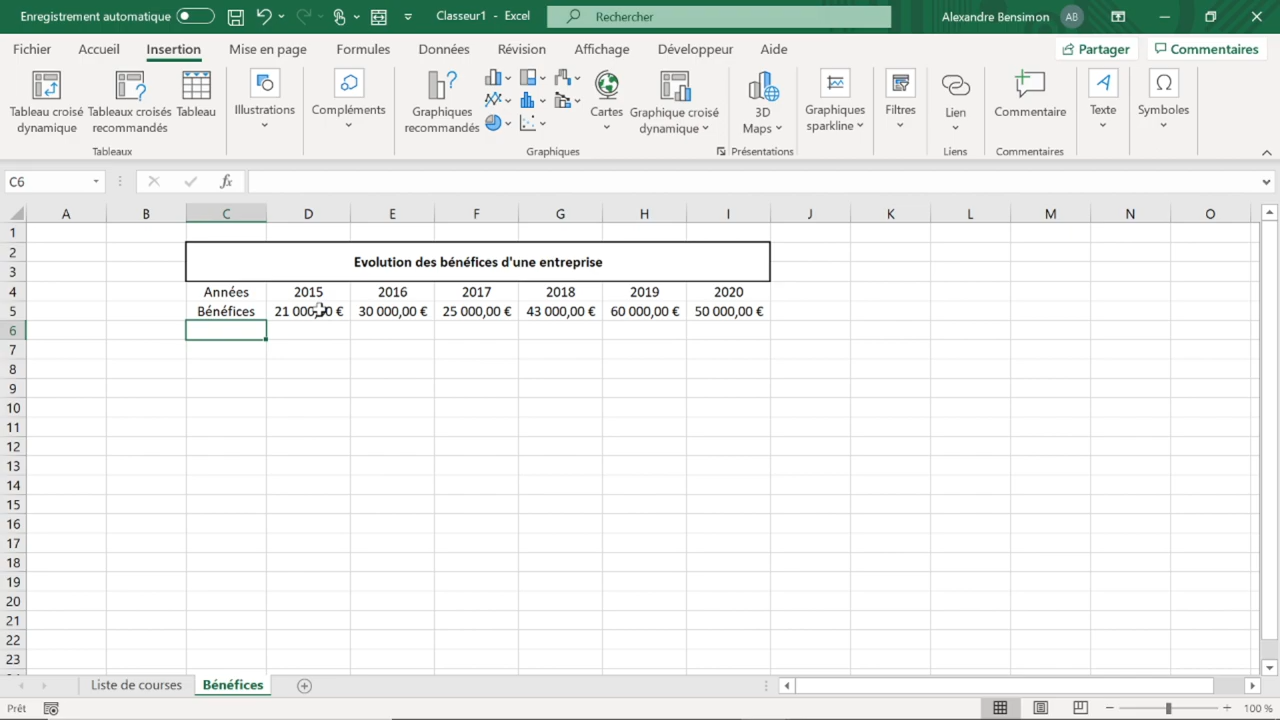 Enregistrement automatique
Classeur1 - Excel
Rechercher
Alexandre Bensimon AB
Fichier Accueil Insertion Mise en page Formules Données Révision Affichage Développeur Aide Partager Commentaires
Tableau croisé dynamique
Tableaux croisés recommandés
Tableau
Illustrations
Compléments
Graphiques recommandés
Cartes
Graphique croisé dynamique
3D Maps
Graphiques sparkline
Filtres
Lien
Commentaire
Texte
Symboles
Tableaux Graphiques Présentations Liens Commentaires
C6 fx
A B C D E F G H I J K L M N O
1
2
Evolution des bénéfices d'une entreprise
3
4 Années 2015 2016 2017 2018 2019 2020
5 Bénéfices 21 000,00 € 30 000,00 € 25 000,00 € 43 000,00 € 60 000,00 € 50 000,00 €
6
7
8
9
10
11
12
13
14
15
16
17
18
19
20
21
22
23
Liste de courses Bénéfices
Prêt 100 %